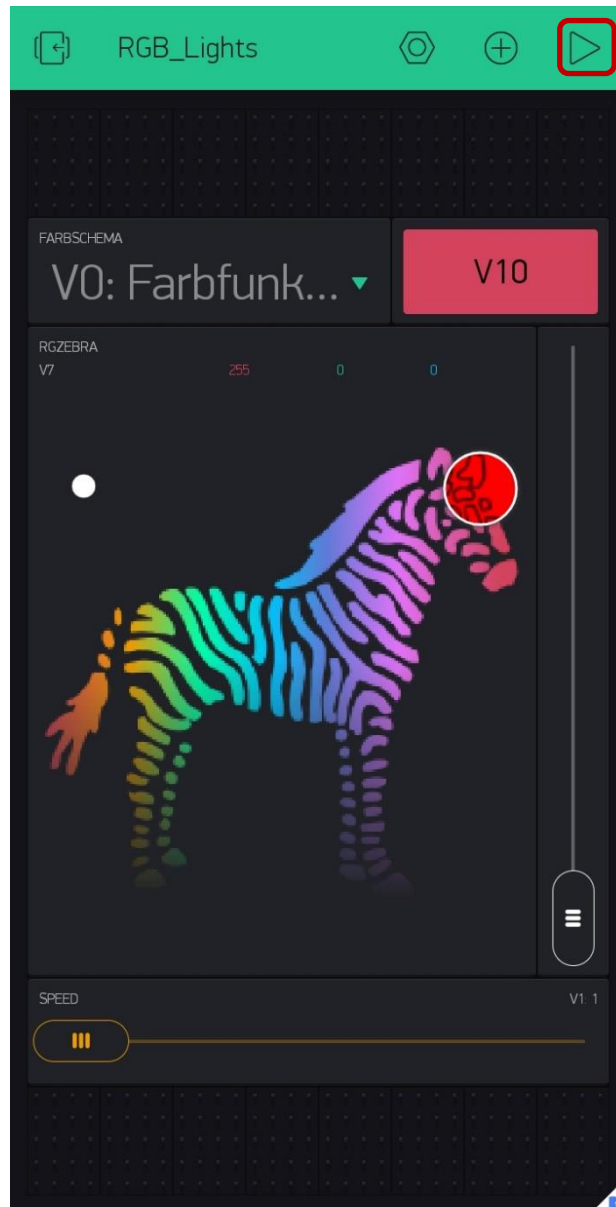 RGB_Lights
FARBSCHEMA
V0: Farbfunk...
V10
RGZEBRA
V7 255 0 0
SPEED V1: 1